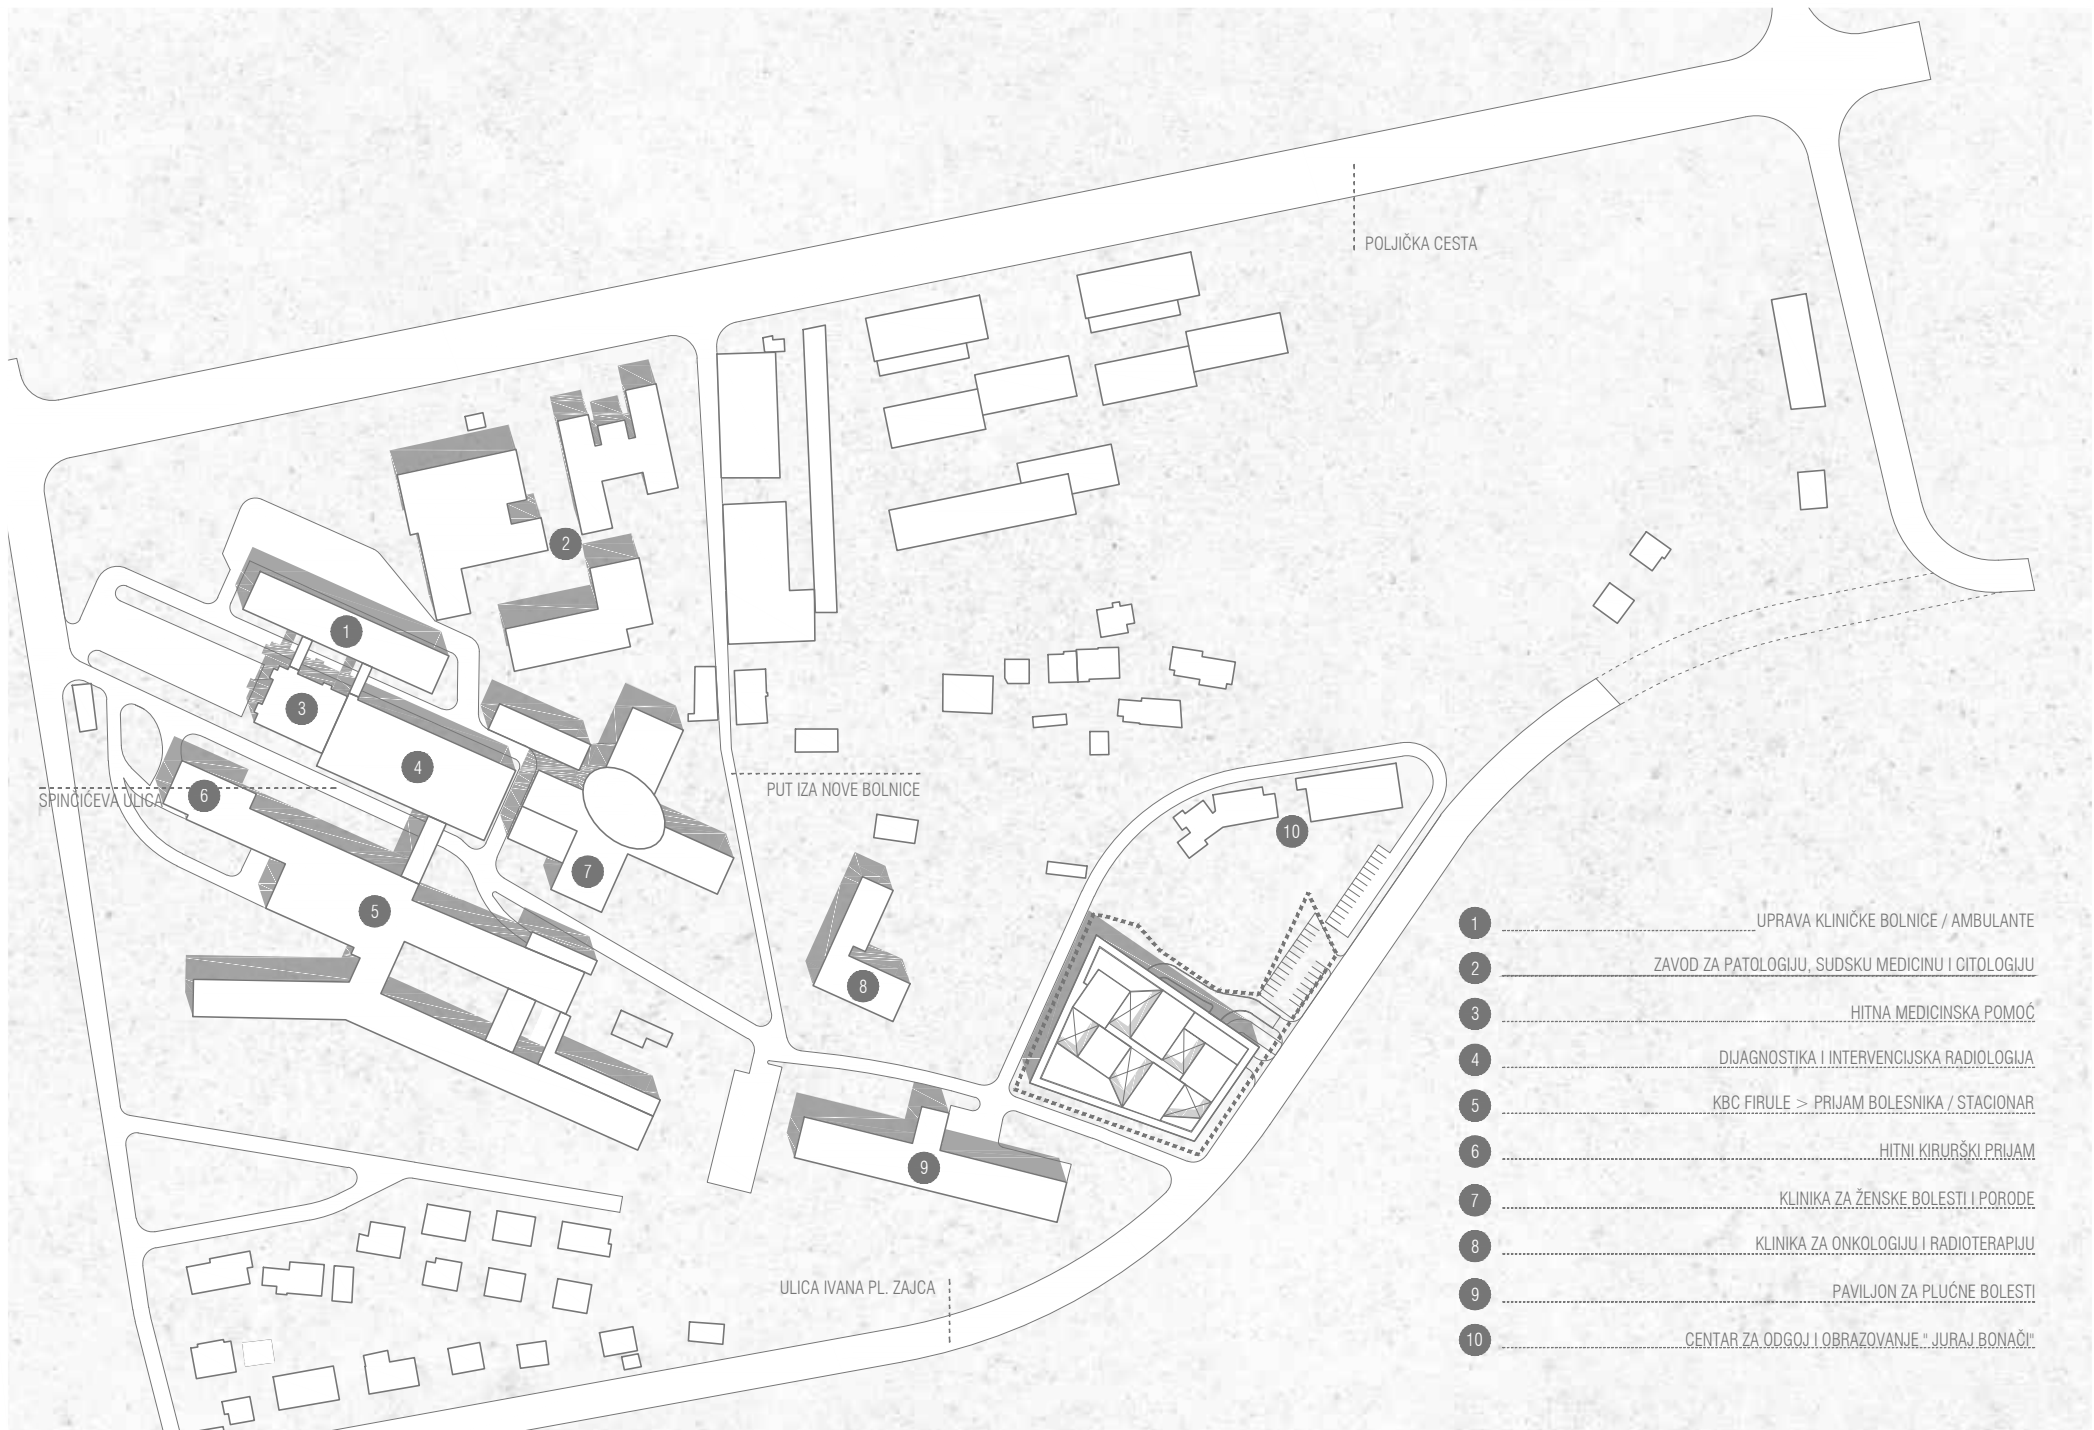 POLJIČKA CESTA
2
1
3
4
SPINČIĆEVA ULICA
6
PUT IZA NOVE BOLNICE
10
7
5
8
9
ULICA IVANA PL. ZAJCA
1 UPRAVA KLINIČKE BOLNICE / AMBULANTE
2 ZAVOD ZA PATOLOGIJU, SUDSKU MEDICINU I CITOLOGIJU
3 HITNA MEDICINSKA POMOĆ
4 DIJAGNOSTIKA I INTERVENCIJSKA RADIOLOGIJA
5 KBC FIRULE > PRIJAM BOLESNIKA / STACIONAR
6 HITNI KIRURŠKI PRIJAM
7 KLINIKA ZA ŽENSKE BOLESTI I PORODE
8 KLINIKA ZA ONKOLOGIJU I RADIOTERAPIJU
9 PAVILJON ZA PLUĆNE BOLESTI
10 CENTAR ZA ODGOJ I OBRAZOVANJE " JURAJ BONAČI"